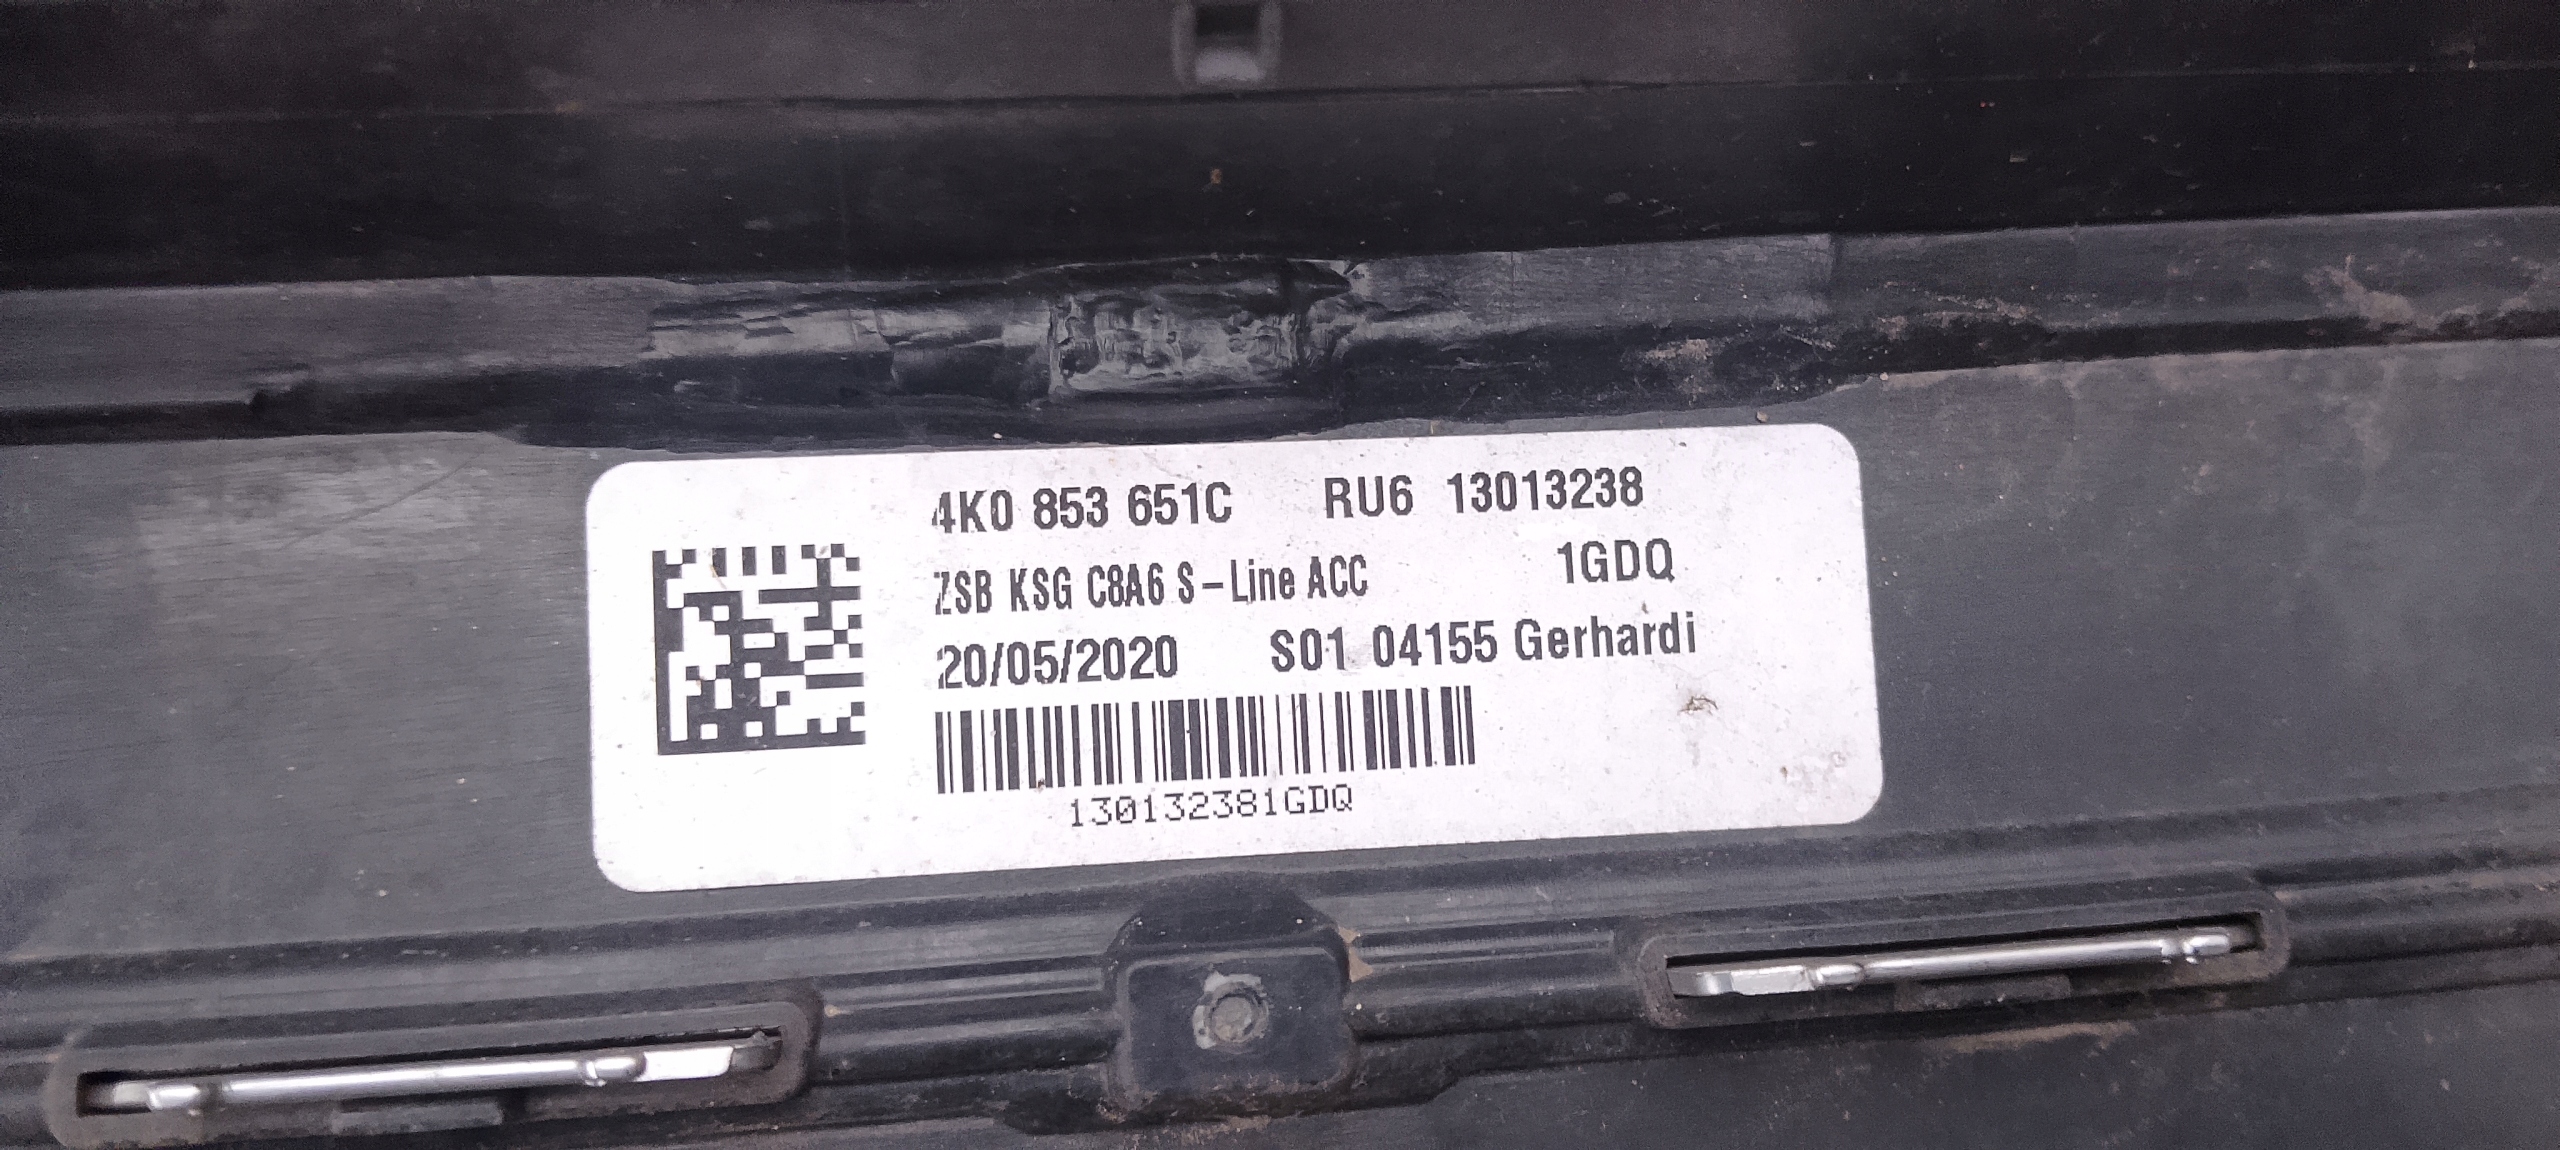 4K0 853 651C RU6 13013238
ZSB KSG C8A6 S-Line ACC 1GDQ
20/05/2020 S01 04155 Gerhardi
130132381GDQ